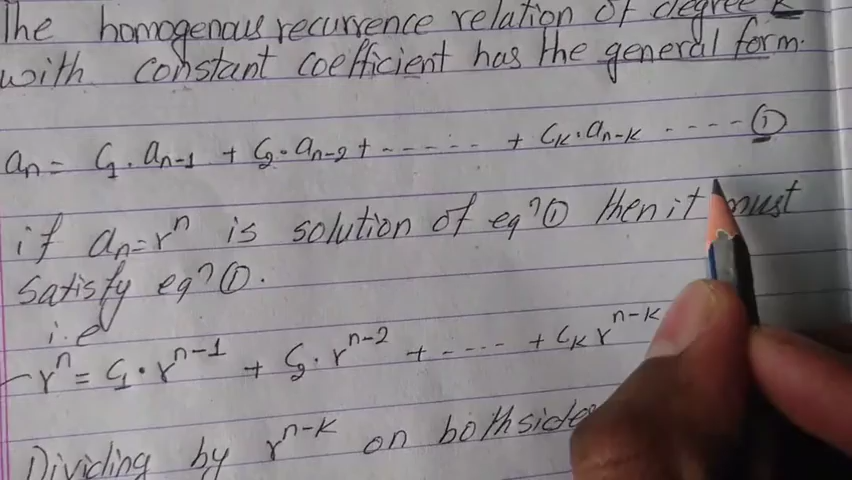 The homogenous recurrence relation of degree k
with constant coefficient has the general form.
an = C1·an-1 + C2·an-2 + ------ + CK·an-K ----- ①
if an=r^n is solution of eq? ① then it must
satisfy eq? ①.
i.e
r^n = C1·r^n-1 + C2·r^n-2 + ----- + CK r^n-K
Dividing by r^n-K on bothside